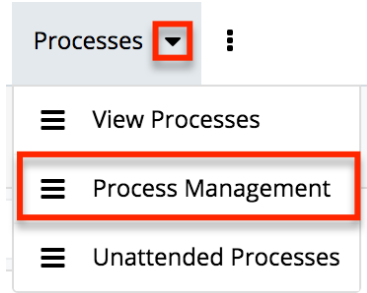 Processes
View Processes
Process Management
Unattended Processes